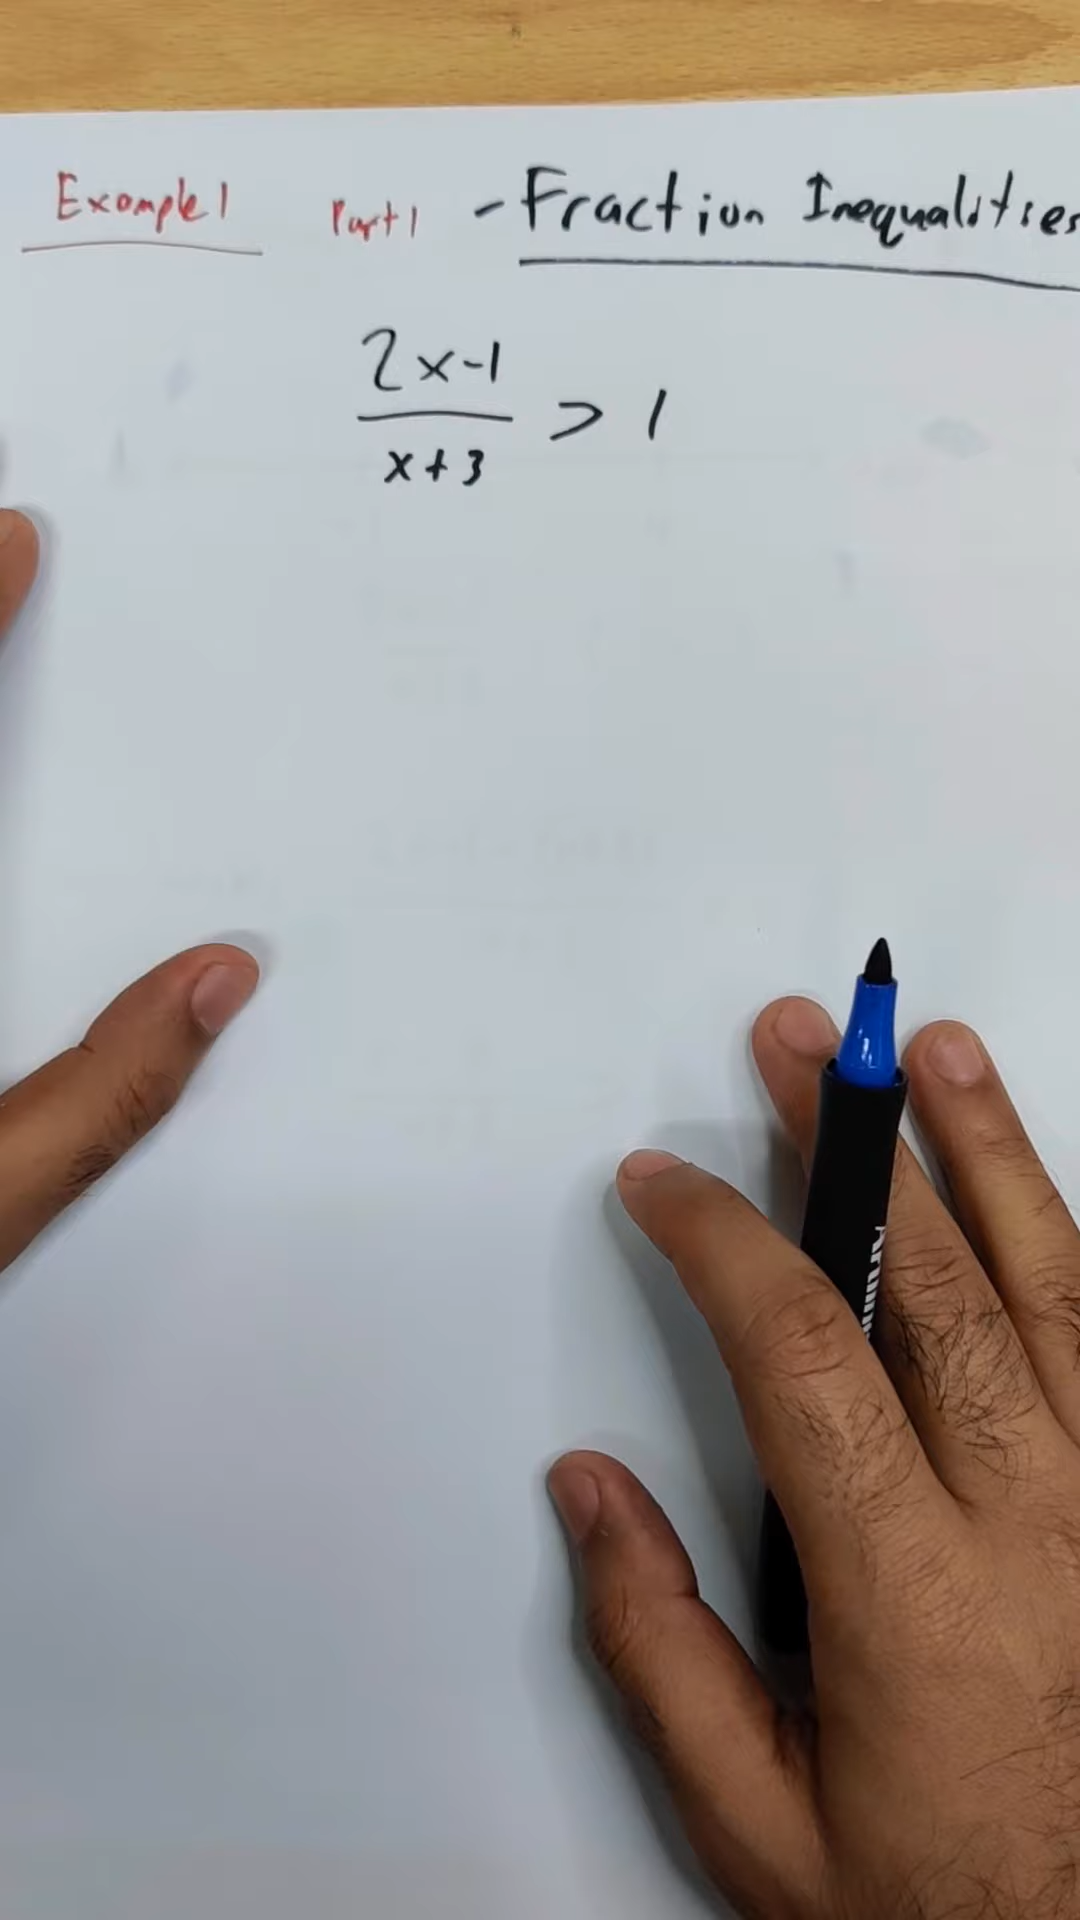 Example 1 Part 1 - Fraction Inequalities
2x-1
x+3
> 1